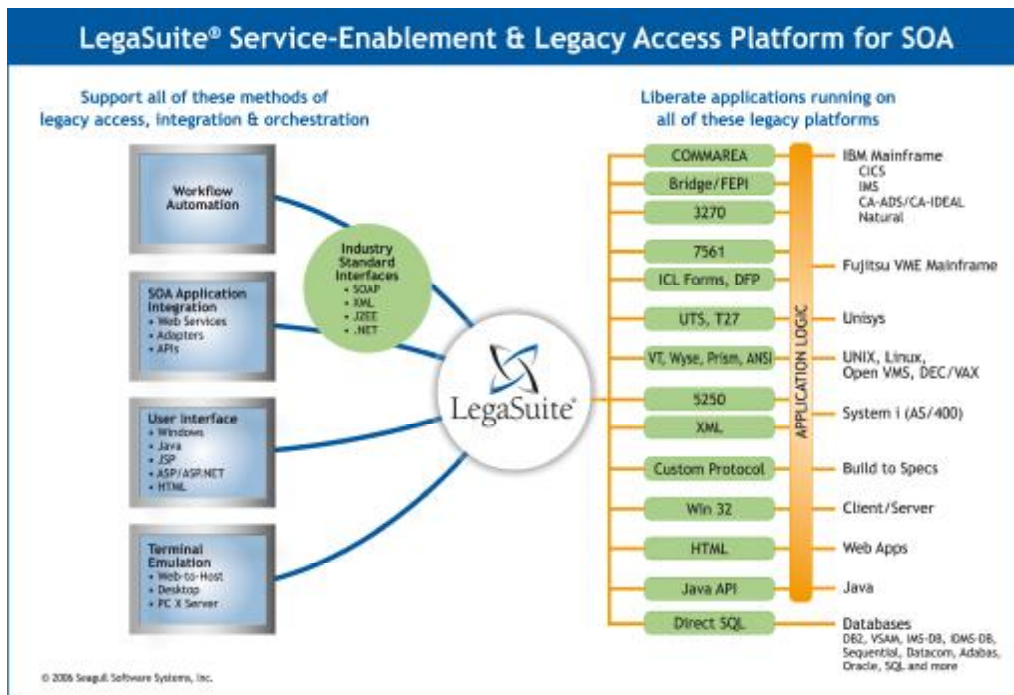 LegaSuite® Service-Enablement & Legacy Access Platform for SOA
Support all of these methods of
legacy access, integration & orchestration
Workflow
Automation
SOA Application
Integration
• Web Services
• Adapters
• APIs
User Interface
• Windows
• Java
• JSP
• ASP/ASP.NET
• HTML
Terminal
Emulation
• Web-to-Host
• Desktop
• PC X Server
Industry
Standard
Interfaces
• SOAP
• XML
• J2EE
• .NET
LegaSuite®
Liberate applications running on
all of these legacy platforms
COMMAREA
Bridge/FEPI
3270
7561
ICL Forms, DFP
UTS, T27
VT, Wyse, Prism, ANSI
5250
XML
Custom Protocol
Win 32
HTML
Java API
Direct SQL
APPLICATION LOGIC
IBM Mainframe
CICS
IMS
CA-ADS/CA-IDEAL
Natural
Fujitsu VME Mainframe
Unisys
UNIX, Linux,
Open VMS, DEC/VAX
System i (AS/400)
Build to Specs
Client/Server
Web Apps
Java
Databases
DB2, VSAM, IMS-DB, IDMS-DB,
Sequential, Datacom, Adabas,
Oracle, SQL and more
© 2006 Seagull Software Systems, Inc.